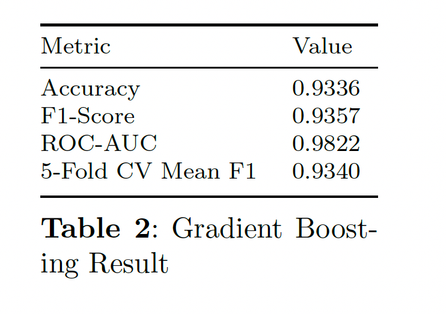 Metric Value
Accuracy 0.9336
F1-Score 0.9357
ROC-AUC 0.9822
5-Fold CV Mean F1 0.9340
Table 2: Gradient Boost-
ing Result